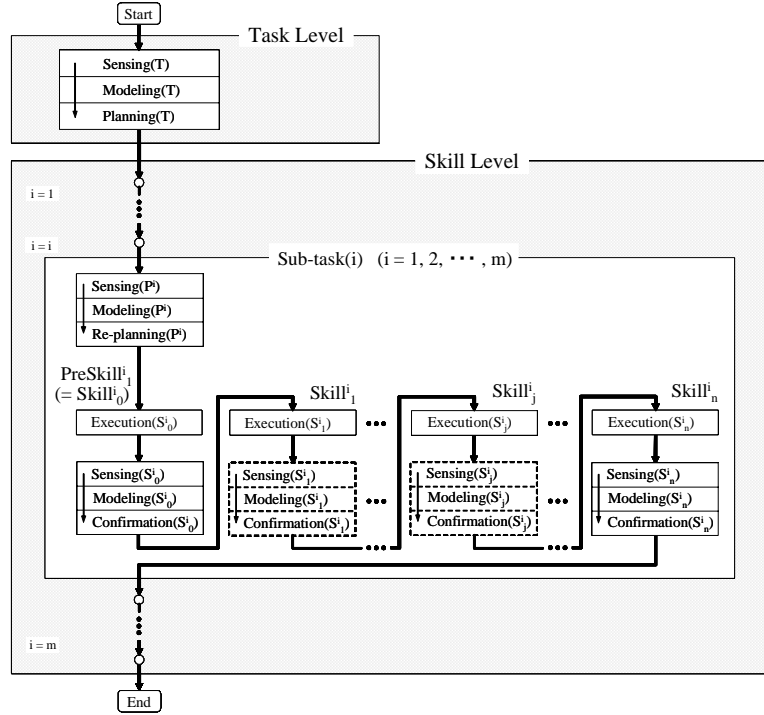 Start
Task Level
Sensing(T)
Modeling(T)
Planning(T)
Skill Level
i = 1
i = i
Sub-task(i) (i = 1, 2, ··· , m)
Sensing(Pⁱ)
Modeling(Pⁱ)
Re-planning(Pⁱ)
PreSkillⁱ₁
(= Skillⁱ₀)
Skillⁱ₁
Skillⁱⱼ
Skillⁱₙ
Execution(Sⁱ₀)
Execution(Sⁱ₁)
•••
Execution(Sⁱⱼ)
•••
Execution(Sⁱₙ)
Sensing(Sⁱ₀)
Modeling(Sⁱ₀)
Confirmation(Sⁱ₀)
Sensing(Sⁱ₁)
Modeling(Sⁱ₁)
Confirmation(Sⁱ₁)
•••
Sensing(Sⁱⱼ)
Modeling(Sⁱⱼ)
Confirmation(Sⁱⱼ)
•••
Sensing(Sⁱₙ)
Modeling(Sⁱₙ)
Confirmation(Sⁱₙ)
i = m
End